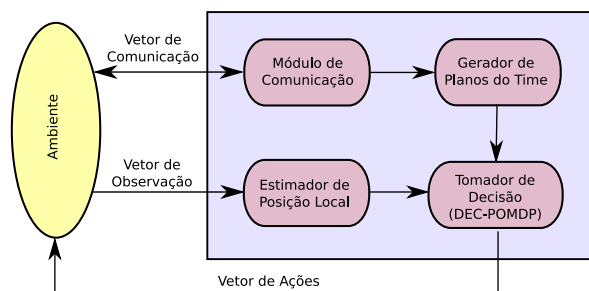 Vetor de
Comunicação
Módulo de
Comunicação
Gerador de
Planos do Time
Ambiente
Vetor de
Observação
Estimador de
Posição Local
Tomador de
Decisão
(DEC-POMDP)
Vetor de Ações